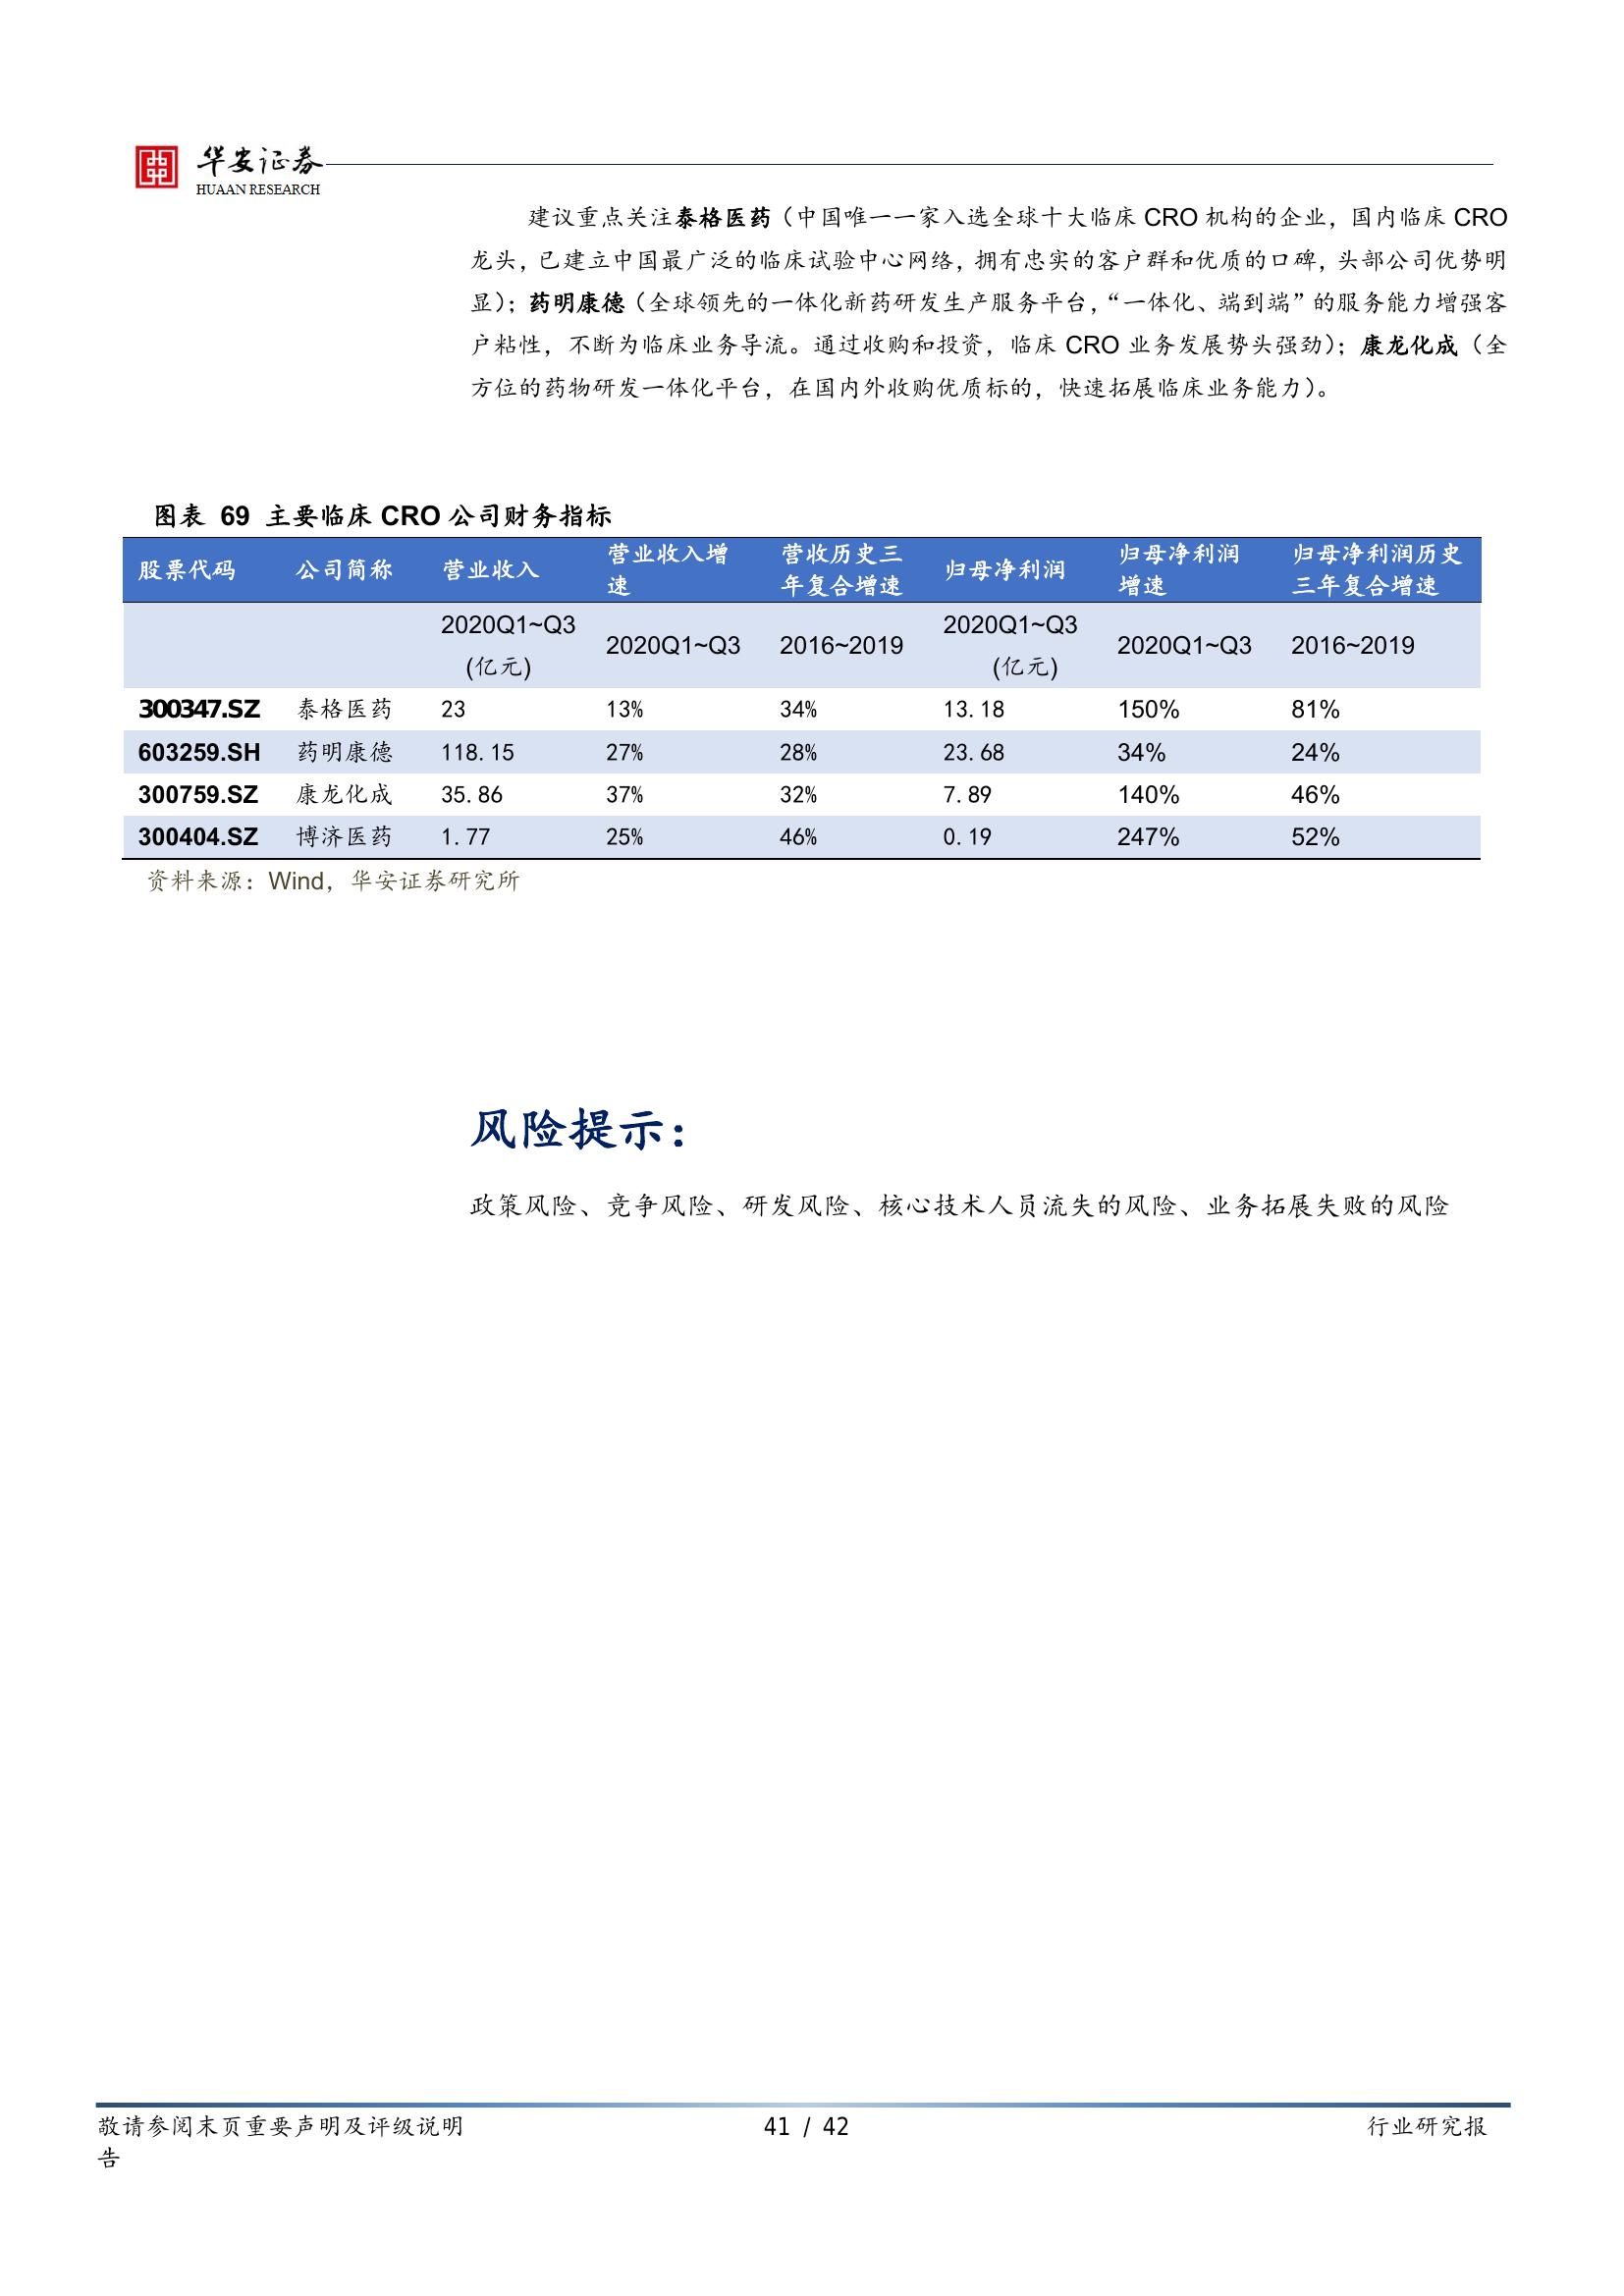 华安证券
HUAAN RESEARCH
建议重点关注泰格医药（中国唯一一家入选全球十大临床 CRO 机构的企业，国内临床 CRO
龙头，已建立中国最广泛的临床试验中心网络，拥有忠实的客户群和优质的口碑，头部公司优势明
显）；药明康德（全球领先的一体化新药研发生产服务平台，“一体化、端到端”的服务能力增强客
户粘性，不断为临床业务导流。通过收购和投资，临床 CRO 业务发展势头强劲）；康龙化成（全
方位的药物研发一体化平台，在国内外收购优质标的，快速拓展临床业务能力）。
图表 69 主要临床 CRO 公司财务指标
股票代码 公司简称 营业收入 营业收入增速 营收历史三年复合增速 归母净利润 归母净利润增速 归母净利润历史三年复合增速
2020Q1~Q3 (亿元) 2020Q1~Q3 2016~2019 2020Q1~Q3 (亿元) 2020Q1~Q3 2016~2019
300347.SZ 泰格医药 23 13% 34% 13.18 150% 81%
603259.SH 药明康德 118.15 27% 28% 23.68 34% 24%
300759.SZ 康龙化成 35.86 37% 32% 7.89 140% 46%
300404.SZ 博济医药 1.77 25% 46% 0.19 247% 52%
资料来源：Wind，华安证券研究所
风险提示：
政策风险、竞争风险、研发风险、核心技术人员流失的风险、业务拓展失败的风险
敬请参阅末页重要声明及评级说明 41 / 42 行业研究报
告